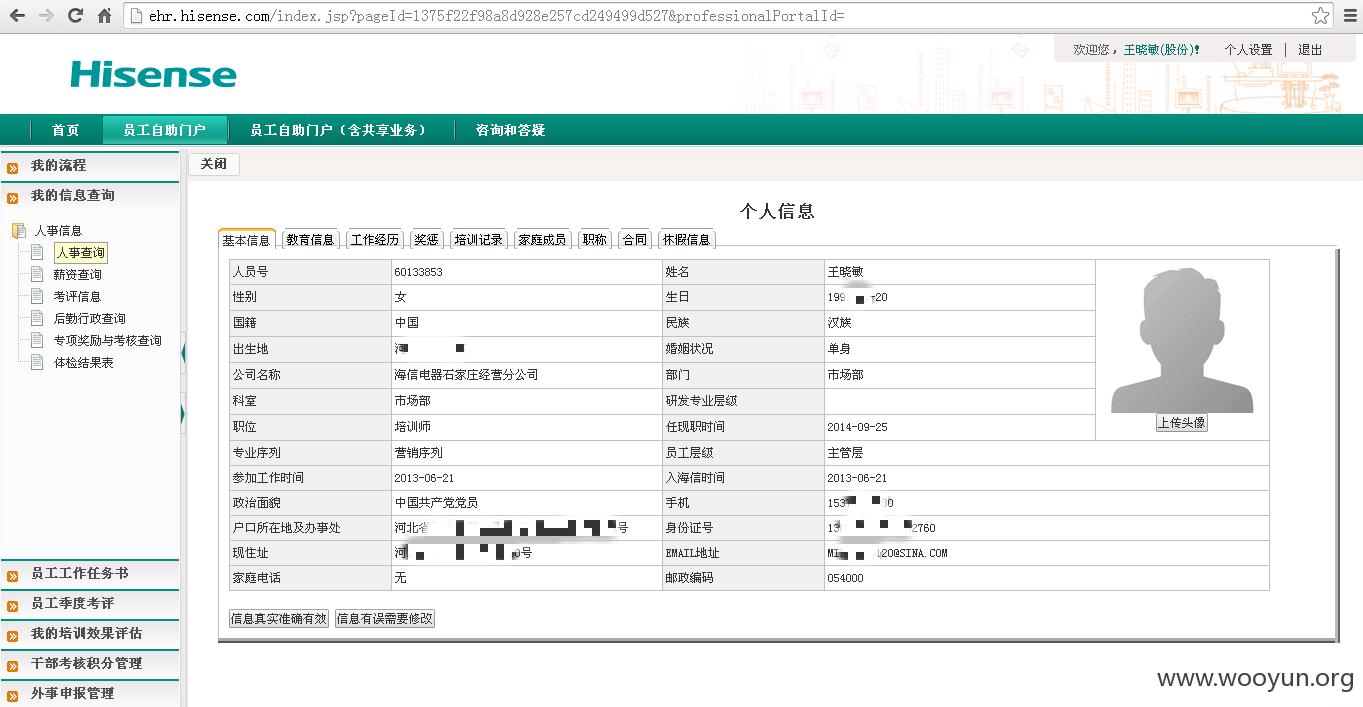 ehr.hisense.com/index.jsp?pageId=1375f22f98a8d928e257cd249499d527&professionalPortalId=
欢迎您，王晓敏(股份)! 个人设置 | 退出
Hisense
首页 员工自助门户 员工自助门户（含共享业务） 咨询和答疑
我的流程
关闭
我的信息查询
个人信息
人事信息
人事查询
薪资查询
考评信息
后勤行政查询
专项奖励与考核查询
体检结果表
基本信息 教育信息 工作经历 奖惩 培训记录 家庭成员 职称 合同 休假信息
人员号 60133853 姓名 王晓敏
性别 女 生日 199 -20
国籍 中国 民族 汉族
出生地 婚姻状况 单身
公司名称 海信电器石家庄经营分公司 部门 市场部
科室 市场部 研发专业层级
职位 培训师 任现职时间 2014-09-25
上传头像
专业序列 营销序列 员工层级 主管层
参加工作时间 2013-06-21 入海信时间 2013-06-21
政治面貌 中国共产党党员 手机 153 30
户口所在地及办事处 河北省 号 身份证号 13 2760
现住址 河 号 EMAIL地址 120@SINA.COM
家庭电话 无 邮政编码 054000
信息真实准确有效 信息有误需要修改
员工工作任务书
员工季度考评
我的培训效果评估
干部考核积分管理
外事申报管理
www.wooyun.org